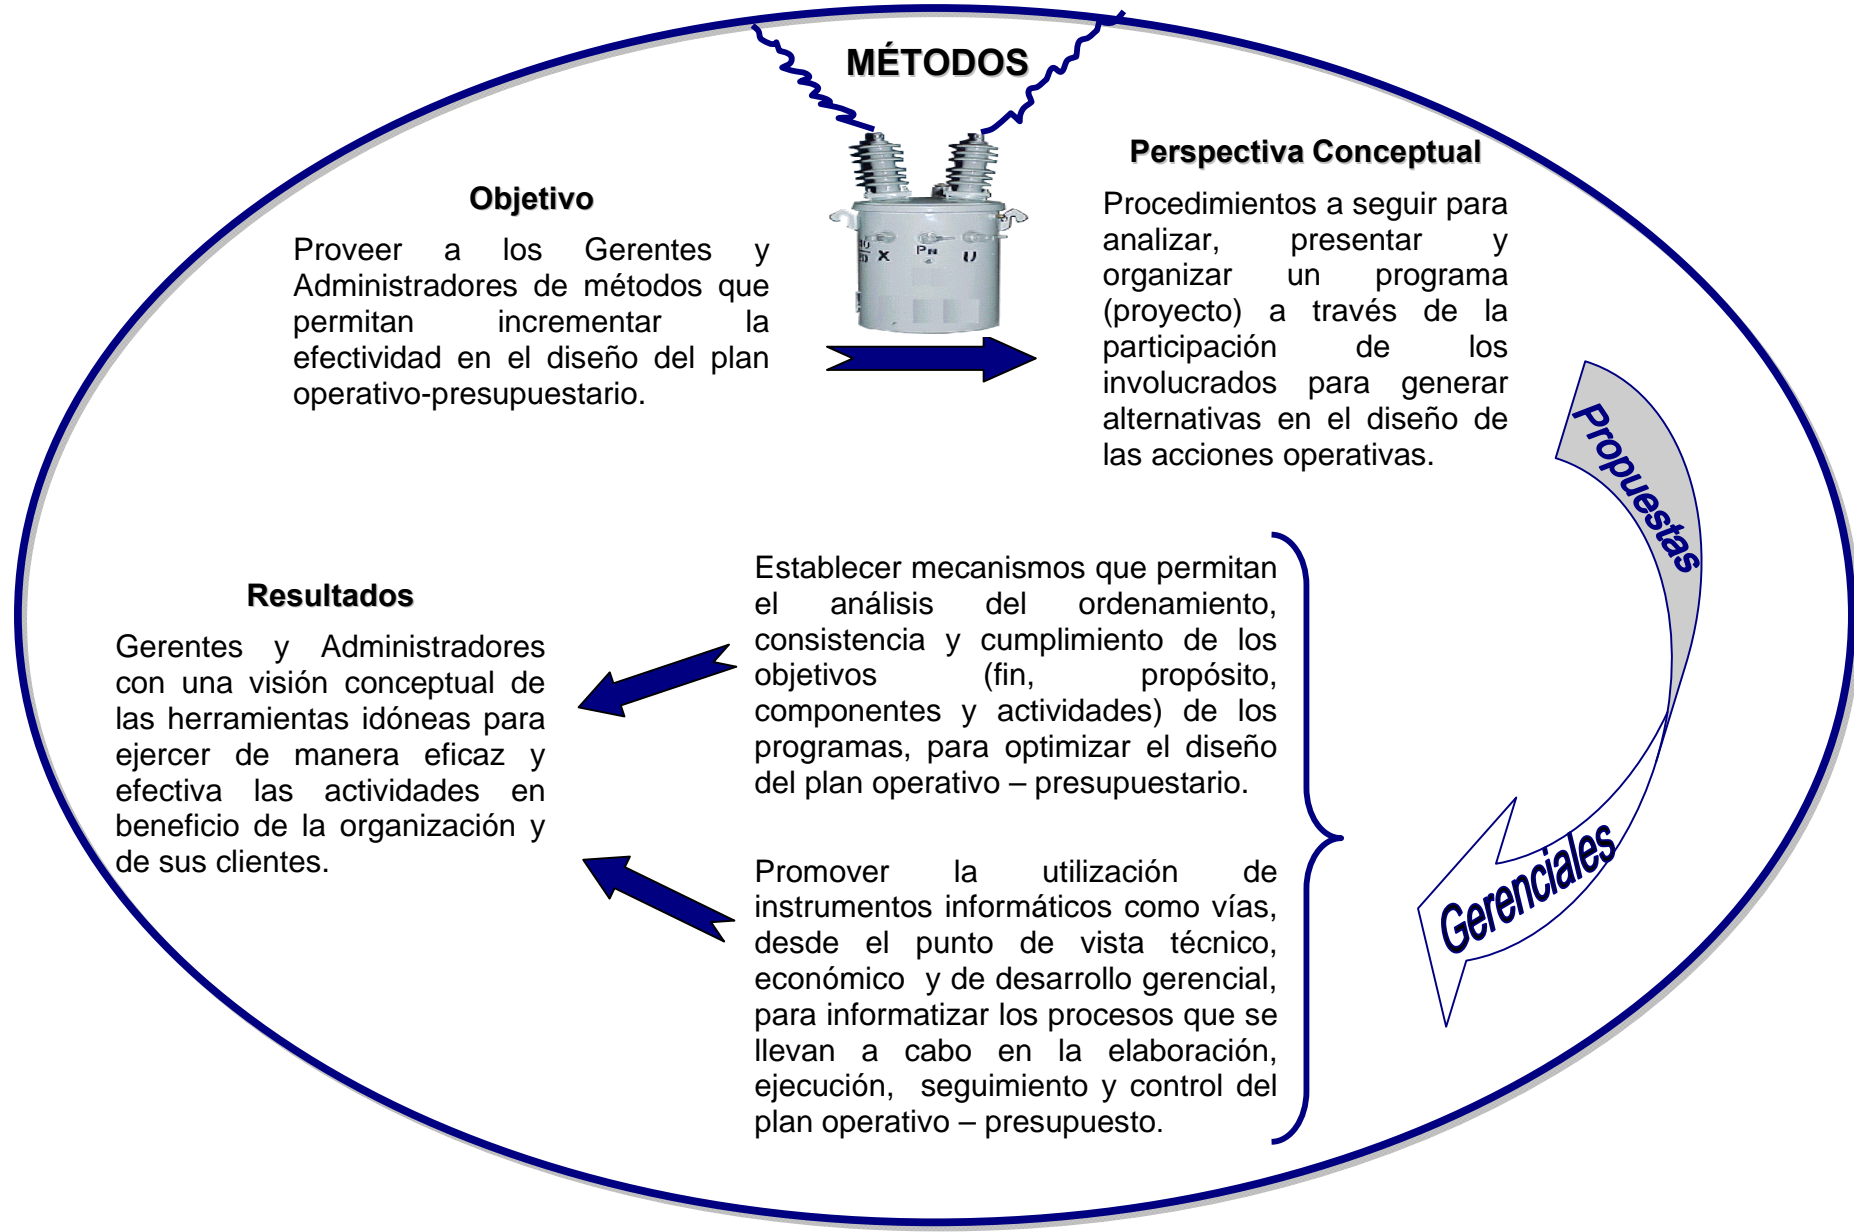 MÉTODOS
Objetivo
Proveer a los Gerentes y
Administradores de métodos que
permitan incrementar la
efectividad en el diseño del plan
operativo-presupuestario.
X PN U
Perspectiva Conceptual
Procedimientos a seguir para
analizar, presentar y
organizar un programa
(proyecto) a través de la
participación de los
involucrados para generar
alternativas en el diseño de
las acciones operativas.
Propuestas
Gerenciales
Establecer mecanismos que permitan
el análisis del ordenamiento,
consistencia y cumplimiento de los
objetivos (fin, propósito,
componentes y actividades) de los
programas, para optimizar el diseño
del plan operativo – presupuestario.
Promover la utilización de
instrumentos informáticos como vías,
desde el punto de vista técnico,
económico y de desarrollo gerencial,
para informatizar los procesos que se
llevan a cabo en la elaboración,
ejecución, seguimiento y control del
plan operativo – presupuesto.
Resultados
Gerentes y Administradores
con una visión conceptual de
las herramientas idóneas para
ejercer de manera eficaz y
efectiva las actividades en
beneficio de la organización y
de sus clientes.